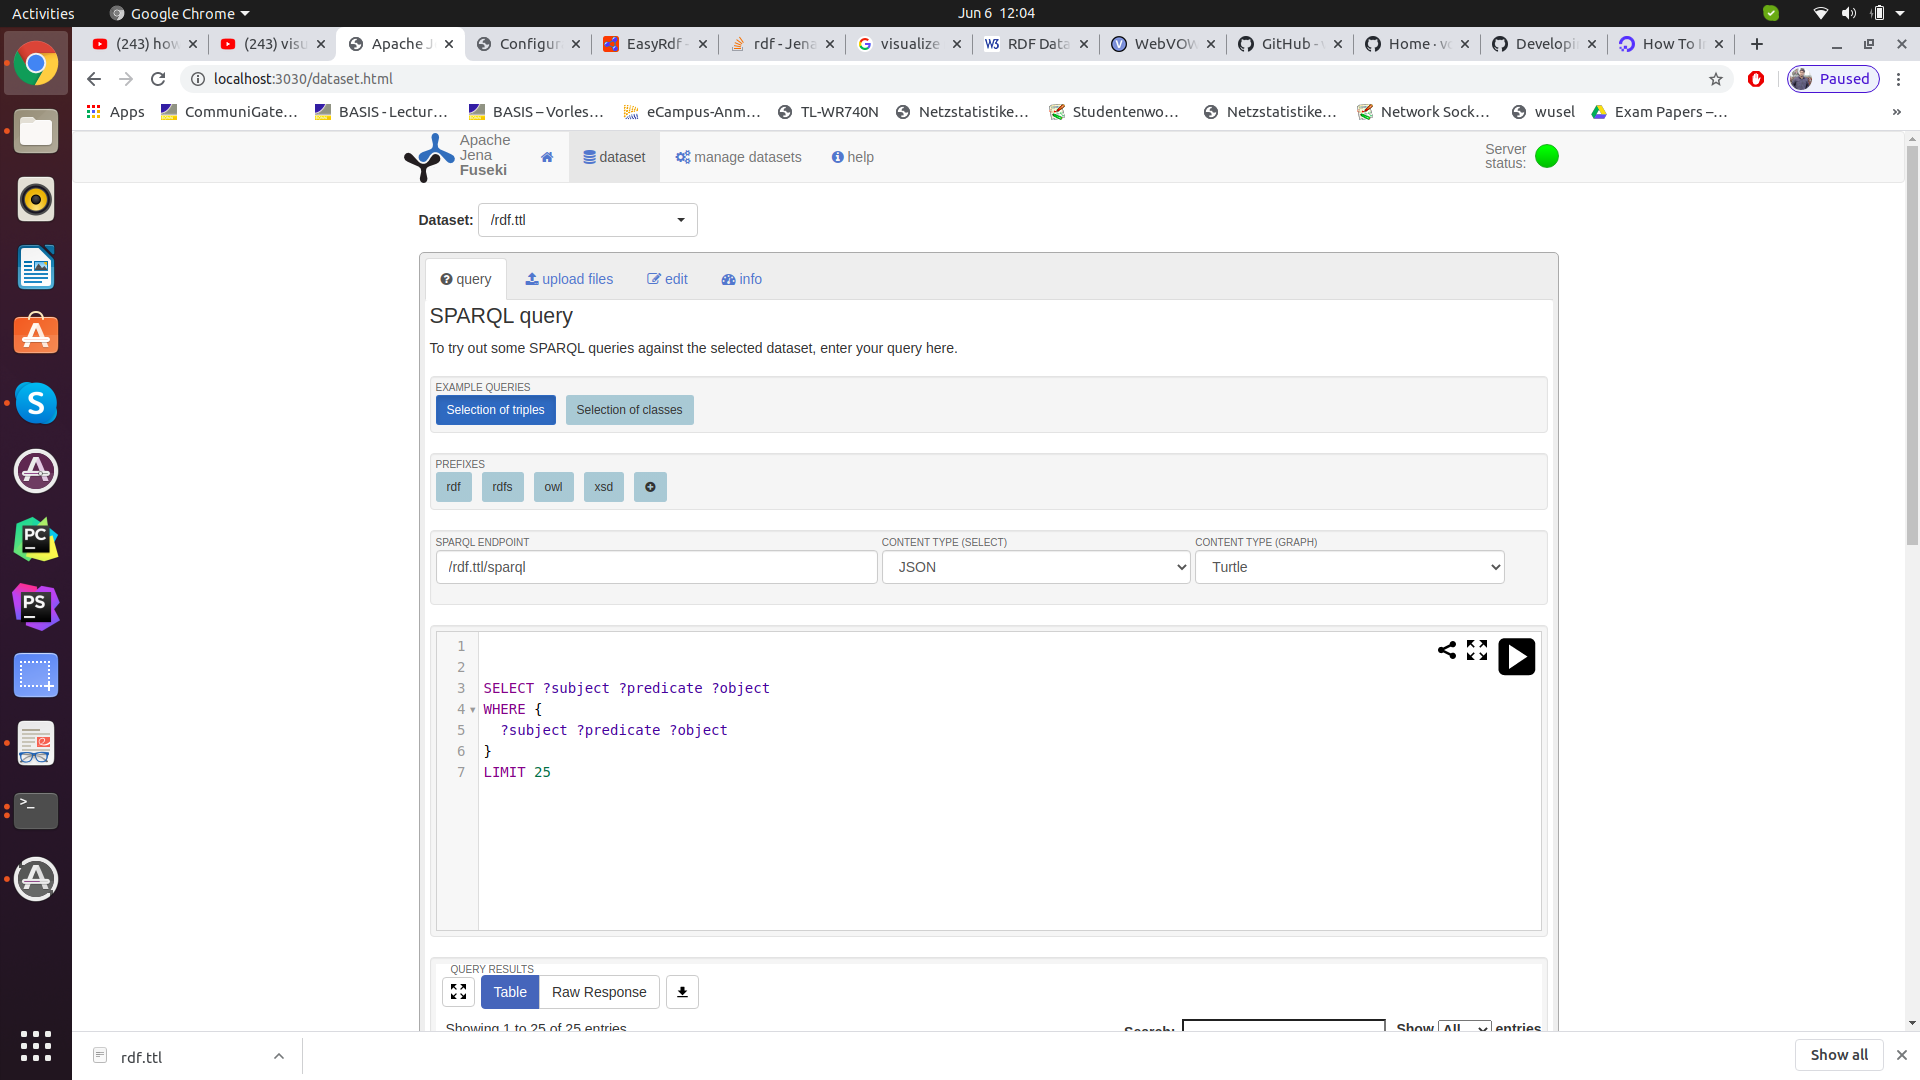 Activities
Google Chrome
Jun 6 12:04
(243) how
(243) visu
Apache J
Configur
EasyRdf -
rdf - Jena
visualize
RDF Data
WebVOW
GitHub - v
Home · vo
Developi
How To I
localhost:3030/dataset.html
Paused
Apps
CommuniGate...
BASIS - Lectur...
BASIS – Vorles...
eCampus-Anm...
TL-WR740N
Netzstatistike...
Studentenwo...
Netzstatistike...
Network Sock...
wusel
Exam Papers –...
»
Apache
Jena
Fuseki
dataset
manage datasets
help
Server
status:
Dataset:
/rdf.ttl
query
upload files
edit
info
SPARQL query
To try out some SPARQL queries against the selected dataset, enter your query here.
EXAMPLE QUERIES
Selection of triples
Selection of classes
PREFIXES
rdf
rdfs
owl
xsd
SPARQL ENDPOINT
CONTENT TYPE (SELECT)
CONTENT TYPE (GRAPH)
/rdf.ttl/sparql
JSON
Turtle
1
2
3 SELECT ?subject ?predicate ?object
4 WHERE {
5 ?subject ?predicate ?object
6 }
7 LIMIT 25
QUERY RESULTS
Table
Raw Response
Showing 1 to 25 of 25 entries
Search:
Show All entries
rdf.ttl
Show all